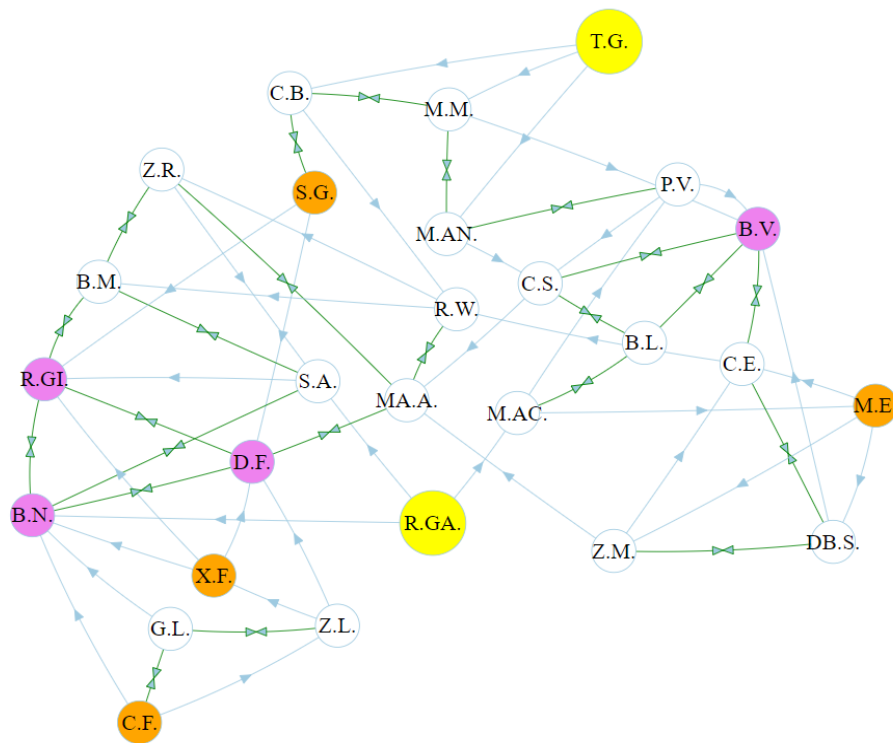 T.G.
C.B.
M.M.
Z.R.
S.G.
P.V.
M.AN.
B.V.
B.M.
C.S.
R.W.
B.L.
C.E.
R.GI.
S.A.
MA.A.
M.AC.
M.E
D.F.
B.N.
R.GA.
Z.M.
DB.S.
X.F.
G.L.
Z.L.
C.F.